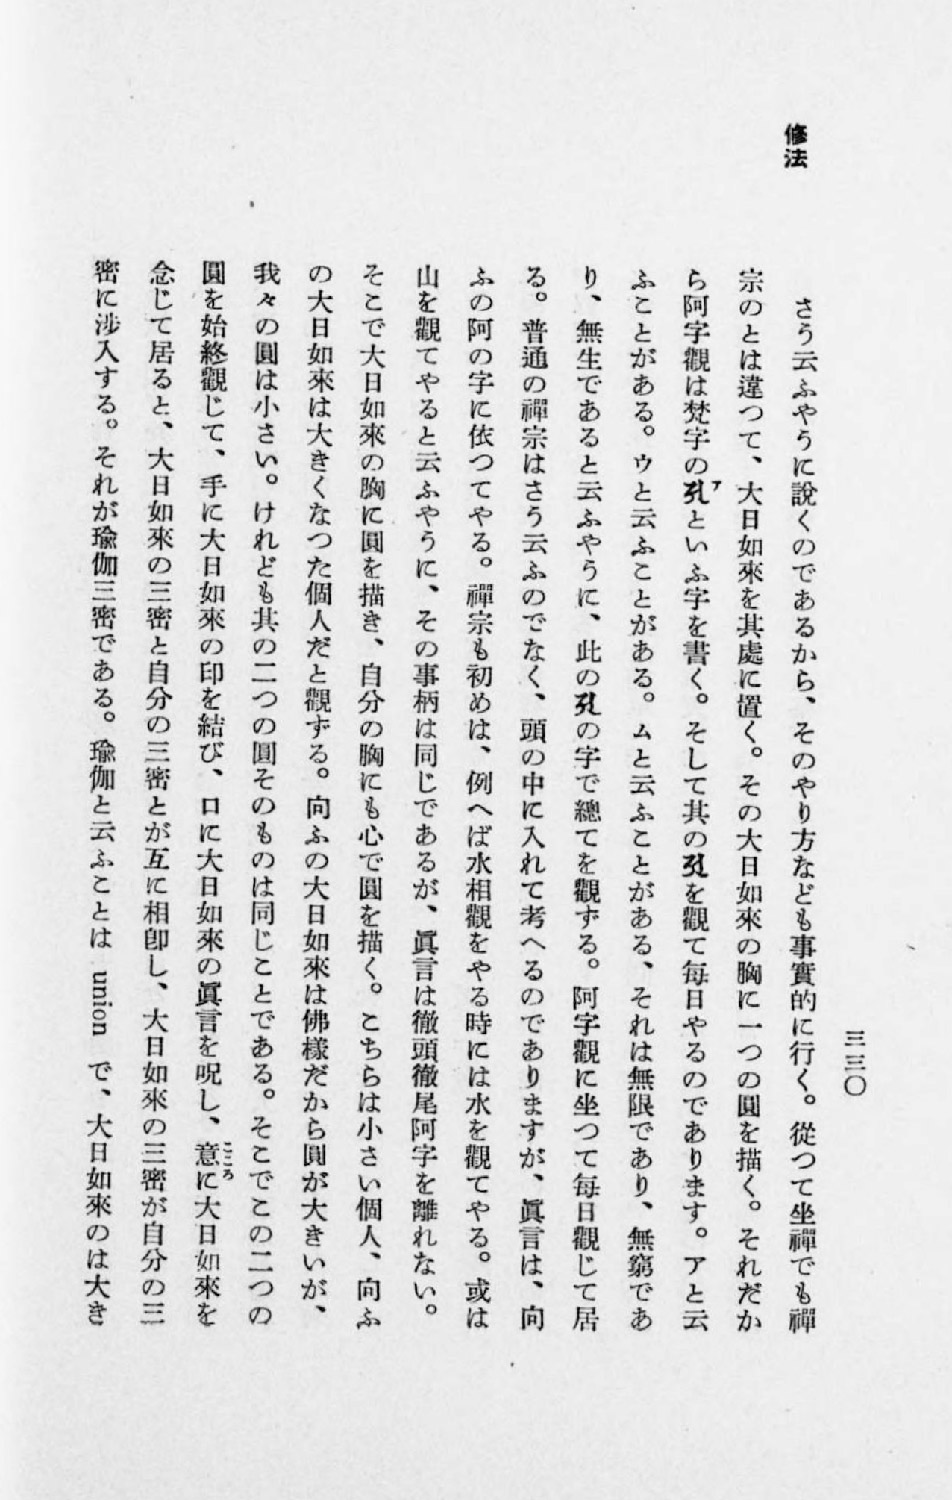 修法
三三〇
さう云ふやうに說くのであるから、そのやり方なども事實的に行く。從つて坐禪でも禪
宗のとは違つて、大日如來を其處に置く。その大日如來の胸に一つの圓を描く。それだか
ら阿字觀は梵字の𑖀といふ字を書く。そして其の𑖀を觀て每日やるのであります。アと云
ふことがある。ウと云ふことがある。ムと云ふことがある、それは無限であり、無窮であ
り、無生であると云ふやうに、此の𑖀の字で總てを觀ずる。阿字觀に坐つて每日觀じて居
る。普通の禪宗はさう云ふのでなく、頭の中に入れて考へるのでありますが、眞言は、向
ふの阿の字に依つてやる。禪宗も初めは、例へば水相觀をやる時には水を觀てやる。或は
山を觀てやると云ふやうに、その事柄は同じであるが、眞言は徹頭徹尾阿字を離れない。
そこで大日如來の胸に圓を描き、自分の胸にも心で圓を描く。こちらは小さい個人、向ふ
の大日如來は大きくなつた個人だと觀ずる。向ふの大日如來は佛樣だから圓が大きいが、
我々の圓は小さい。けれども其の二つの圓そのものは同じことである。そこでこの二つの
圓を始終觀じて、手に大日如來の印を結び、口に大日如來の眞言を呪し、意に大日如來を
念じて居ると、大日如來の三密と自分の三密とが互に相卽し、大日如來の三密が自分の三
密に涉入する。それが瑜伽三密である。瑜伽と云ふことは union で、大日如來のは大き